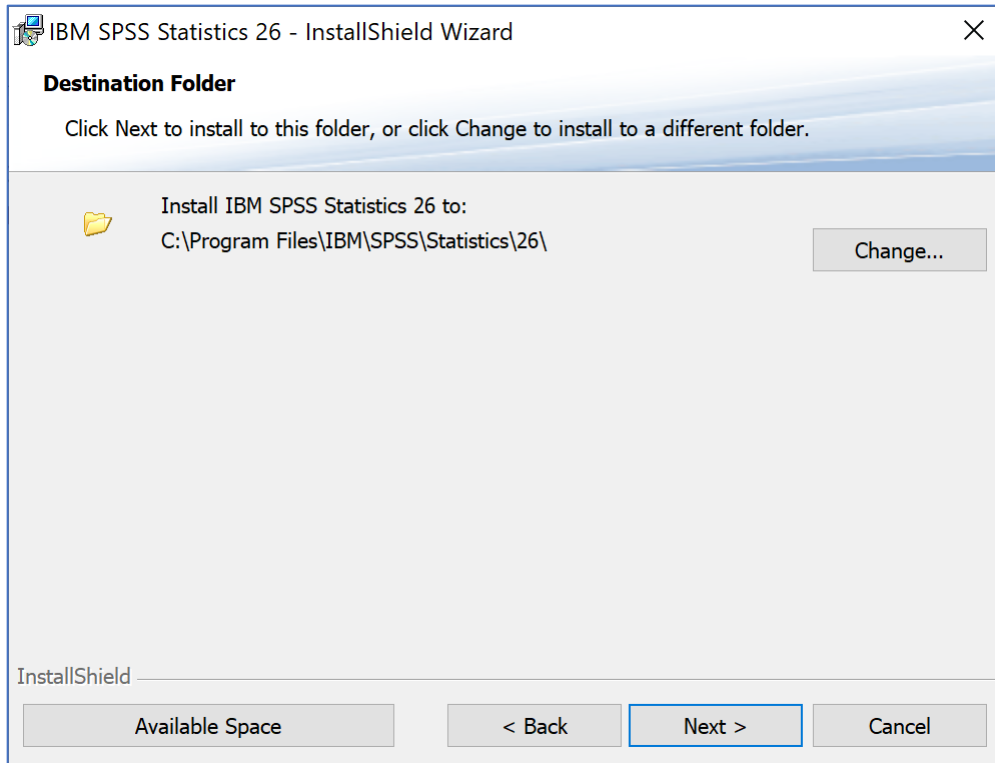 IBM SPSS Statistics 26 - InstallShield Wizard
Destination Folder
Click Next to install to this folder, or click Change to install to a different folder.
Install IBM SPSS Statistics 26 to:
C:\Program Files\IBM\SPSS\Statistics\26\
Change...
InstallShield
Available Space
< Back
Next >
Cancel